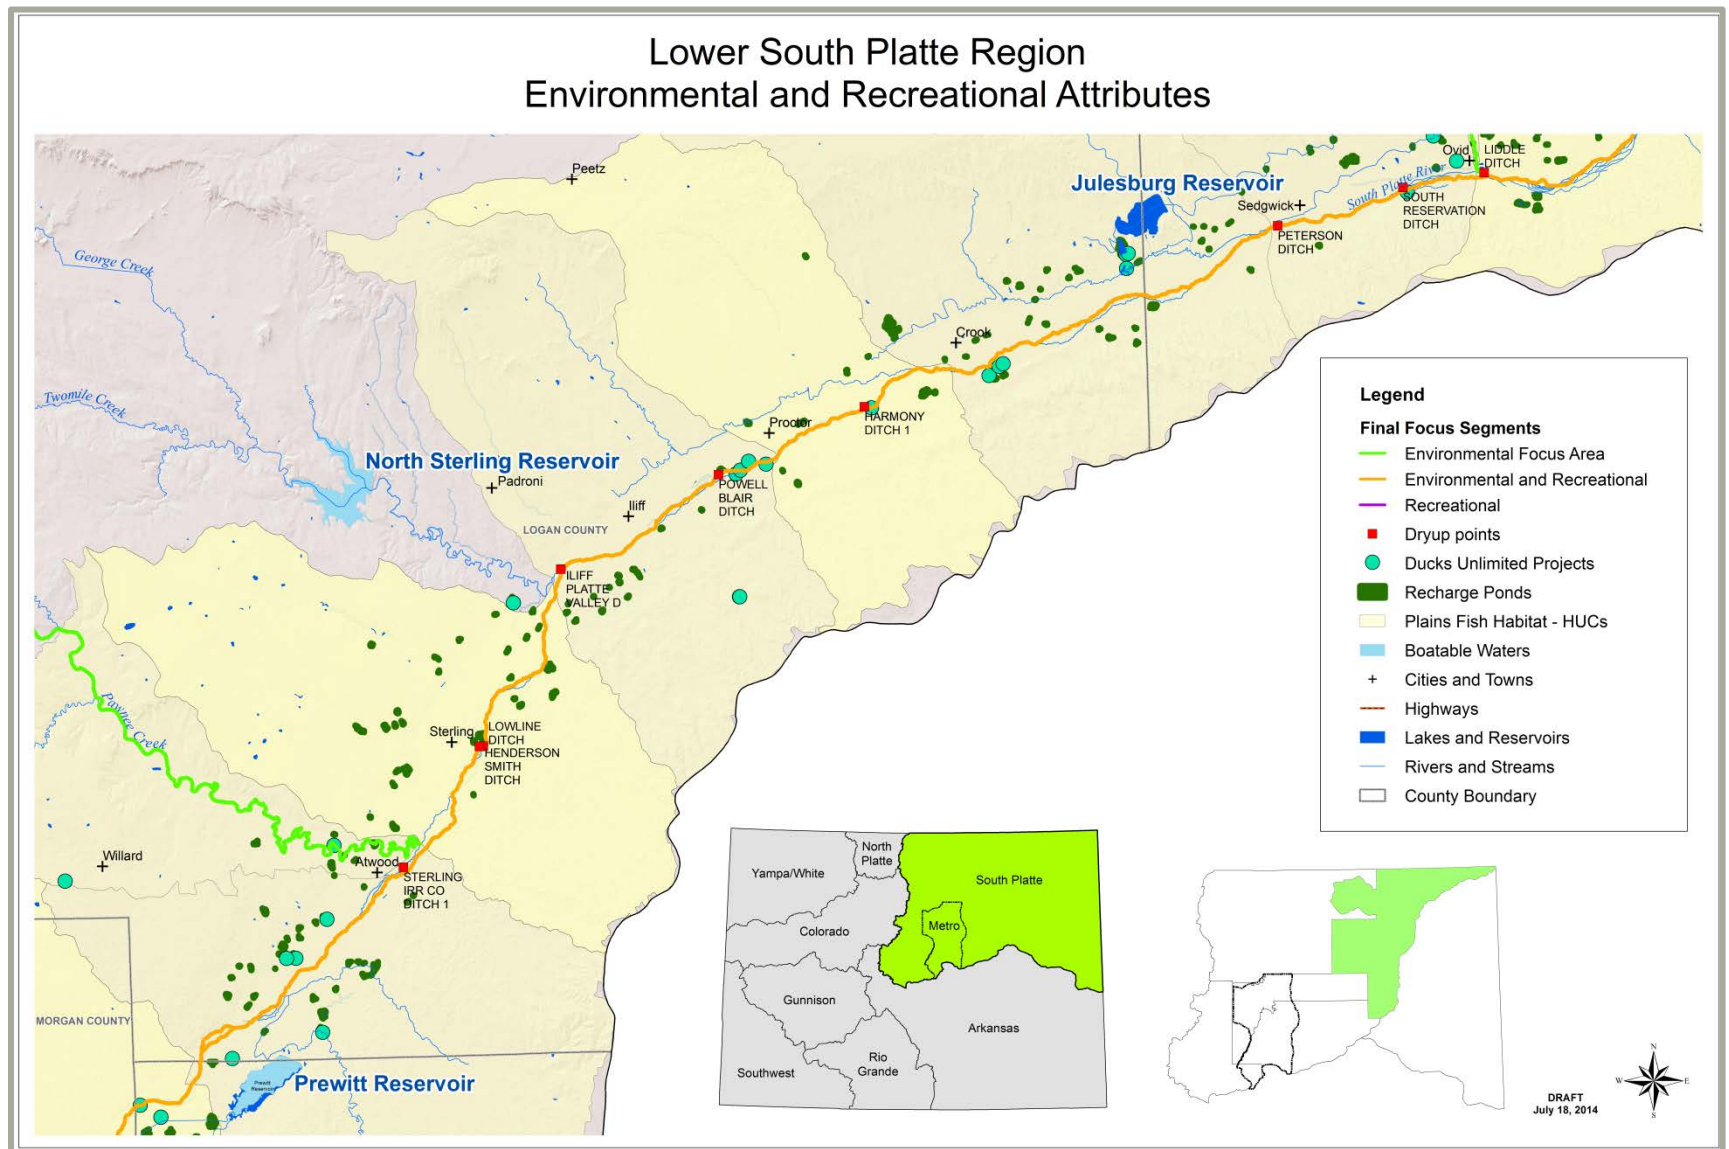 Lower South Platte Region
Environmental and Recreational Attributes
Peetz
Julesburg Reservoir
Sedgwick
South Platte River
Ovid
LIDDLE
DITCH
SOUTH
RESERVATION
DITCH
PETERSON
DITCH
George Creek
Crook
Twomile Creek
HARMONY
DITCH 1
Proctor
North Sterling Reservoir
Padroni
POWELL
BLAIR
DITCH
Iliff
LOGAN COUNTY
ILIFF
PLATTE
VALLEY D
Pawnee Creek
Sterling
LOWLINE
DITCH
HENDERSON
SMITH
DITCH
Willard
Atwood
STERLING
IRR CO
DITCH 1
MORGAN COUNTY
Prewitt
Reservoir
Prewitt Reservoir
Legend
Final Focus Segments
Environmental Focus Area
Environmental and Recreational
Recreational
Dryup points
Ducks Unlimited Projects
Recharge Ponds
Plains Fish Habitat - HUCs
Boatable Waters
Cities and Towns
Highways
Lakes and Reservoirs
Rivers and Streams
County Boundary
North
Platte
Yampa/White
South Platte
Metro
Colorado
Gunnison
Arkansas
Rio
Grande
Southwest
N
W
E
S
DRAFT
July 18, 2014